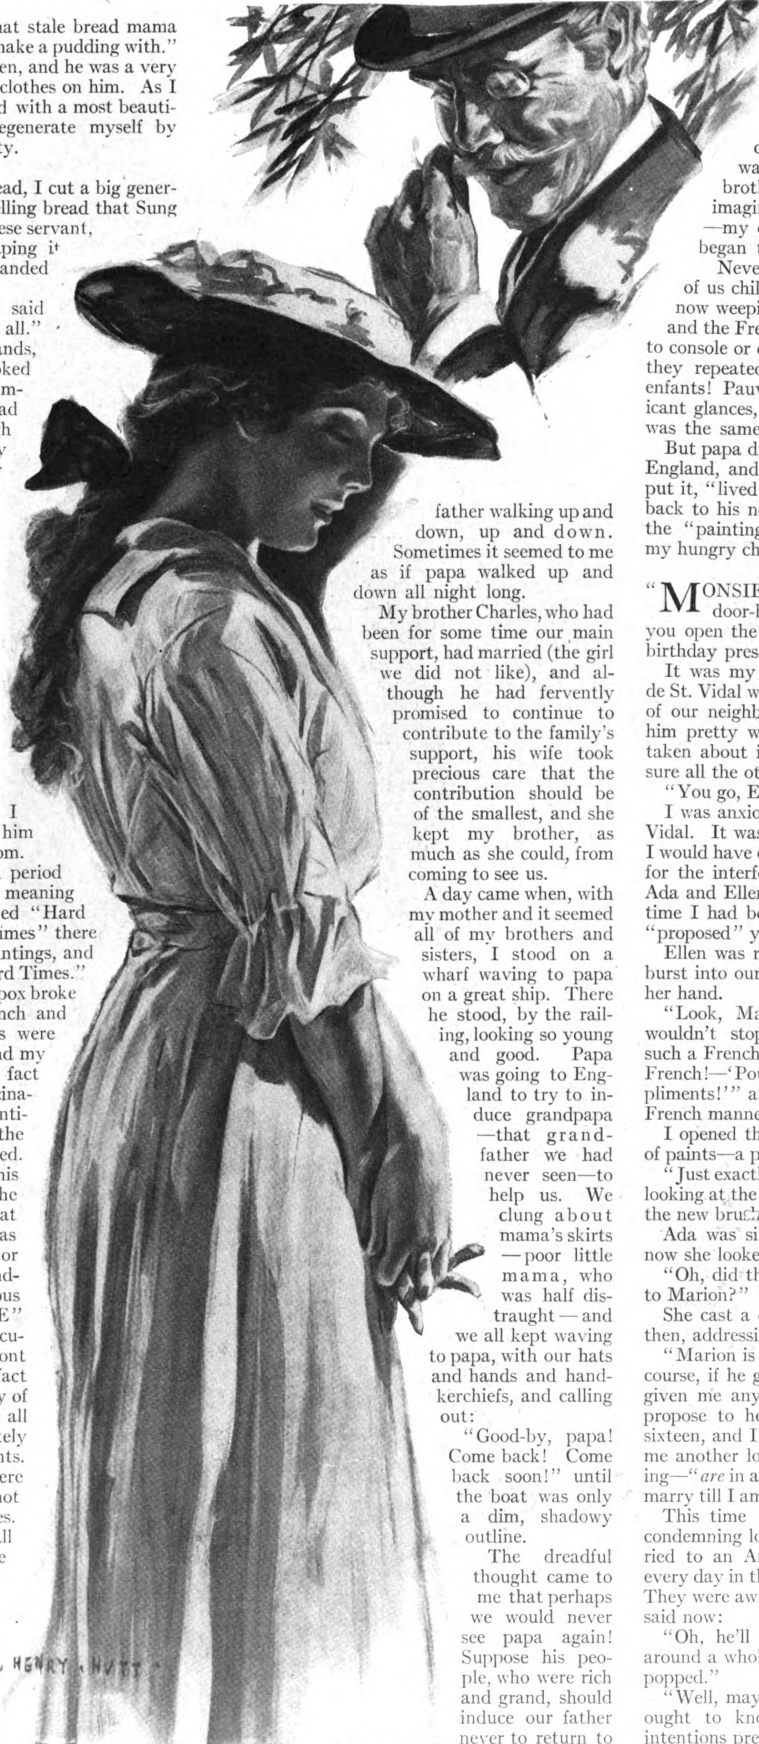 hat stale bread mama
nake a pudding with."
en, and he was a very
clothes on him. As I
d with a most beauti-
egenerate myself by
ty.
ead, I cut a big gener-
lling bread that Sung
ese servant,
ping it
anded
said
all."
ands,
oked
m-
ad
h
y
I
him
om.
period
meaning
ed "Hard
imes" there
intings, and
rd Times."
pox broke
nch and
s were
nd my
fact
cina-
nti-
the
ed.
his
he
at
as
or
nd-
ous
E"
cu-
ont
fact
y of
all
tely
nts.
ere
not
es.
ll
e
HENRY . HUTT
father walking up and
down, up and down.
Sometimes it seemed to me
as if papa walked up and
down all night long.
My brother Charles, who had
been for some time our main
support, had married (the girl
we did not like), and al-
though he had fervently
promised to continue to
contribute to the family's
support, his wife took
precious care that the
contribution should be
of the smallest, and she
kept my brother, as
much as she could, from
coming to see us.
A day came when, with
my mother and it seemed
all of my brothers and
sisters, I stood on a
wharf waving to papa
on a great ship. There
he stood, by the rail-
ing, looking so young
and good. Papa
was going to Eng-
land to try to in-
duce grandpapa
—that grand-
father we had
never seen—to
help us. We
clung about
mama's skirts
—poor little
mama, who
was half dis-
traught—and
we all kept waving
to papa, with our hats
and hands and hand-
kerchiefs, and calling
out:
"Good-by, papa!
Come back! Come
back soon!" until
the boat was only
a dim, shadowy
outline.
The dreadful
thought came to
me that perhaps
we would never
see papa again!
Suppose his peo-
ple, who were rich
and grand, should
induce our father
never to return to
wa
brot
imagi
—my
began
Neve
of us chil
now weepi
and the Fre
to console or
they repeated
enfants! Pauv
icant glances,
was the same
But papa d
England, and
put it, "lived
back to his n
the "painting
my hungry ch
"MONSIE
door-b
you open the
birthday pres
It was my
de St. Vidal w
of our neighb
him pretty w
taken about i
sure all the ot
"You go, E
I was anxio
Vidal. It was
I would have
for the interf
Ada and Ellen
time I had be
"proposed" y
Ellen was r
burst into our
her hand.
"Look, Ma
wouldn't stop
such a French
French!—'Pou
pliments!'" a
French manne
I opened th
of paints—a p
"Just exactl
looking at the
the new brush
Ada was si
now she looke
"Oh, did th
to Marion?"
She cast a
then, addressi
"Marion is
course, if he g
given me any
propose to he
sixteen, and I
me another lo
ing—"are in a
marry till I am
This time
condemning lo
ried to an A
every day in th
They were aw
said now:
"Oh, he'll
around a whol
popped."
"Well, may
ought to kno
intentions pre